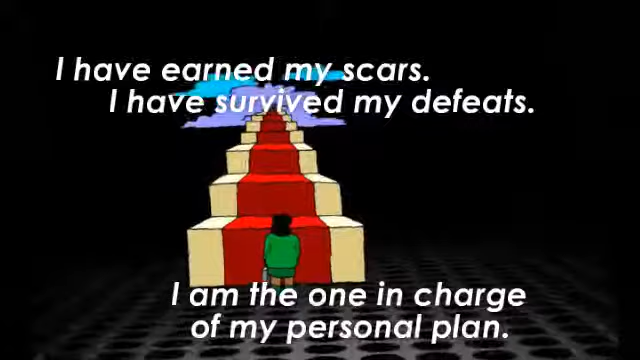 I have earned my scars.
I have survived my defeats.
I am the one in charge
of my personal plan.